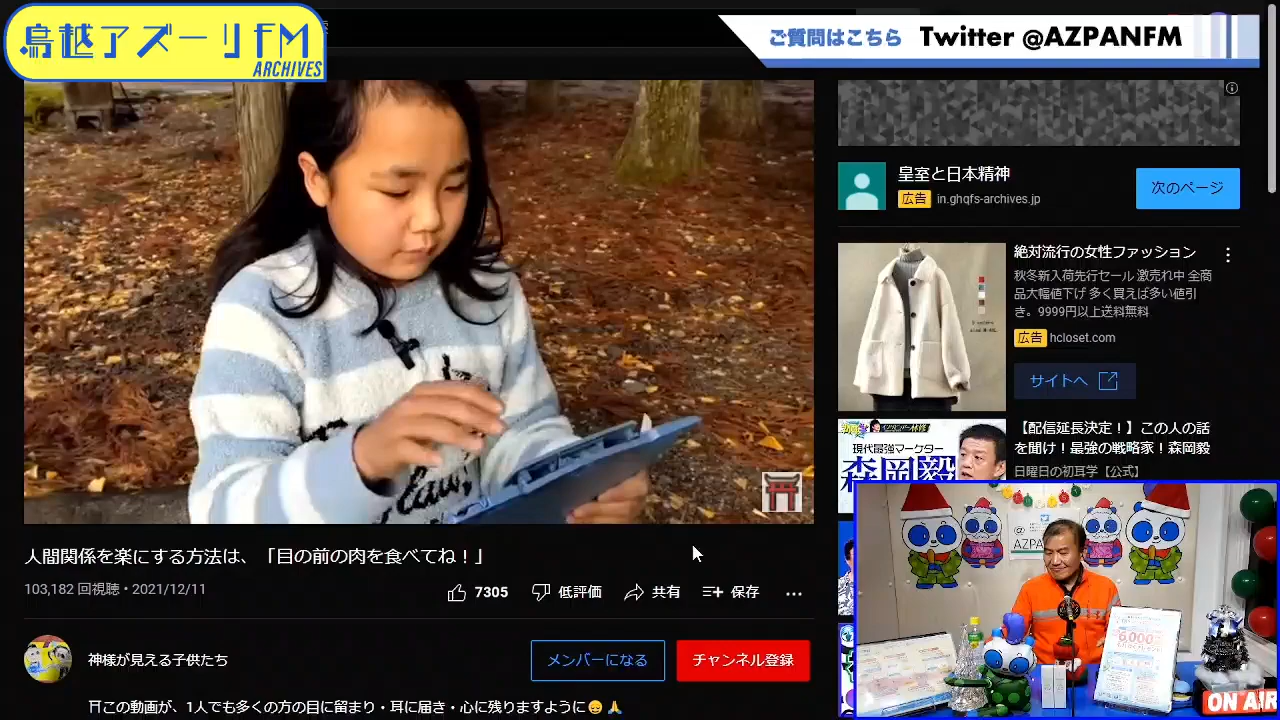 鳥越アズーリFM
ARCHIVES
ご質問はこちら Twitter @AZPANFM
皇室と日本精神
広告 in.ghqfs-archives.jp
次のページ
絶対流行の女性ファッション
秋冬新入荷先行セール 激売れ中 全商
品大幅値下げ 多く買えば多い値引
き。9999円以上送料無料
広告 hcloset.com
サイトへ
【配信延長決定！】この人の話
を聞け！最強の戦略家！森岡毅
日曜日の初耳学【公式】
現代最強マーケター
森岡毅
人間関係を楽にする方法は、「目の前の肉を食べてね！」
103,182 回視聴・2021/12/11
7305 低評価 共有 保存
神様が見える子供たち
メンバーになる
チャンネル登録
⛩この動画が、1人でも多くの方の目に留まり・耳に届き・心に残りますように😄🙏
@
AZPA
6,000
ON AIR